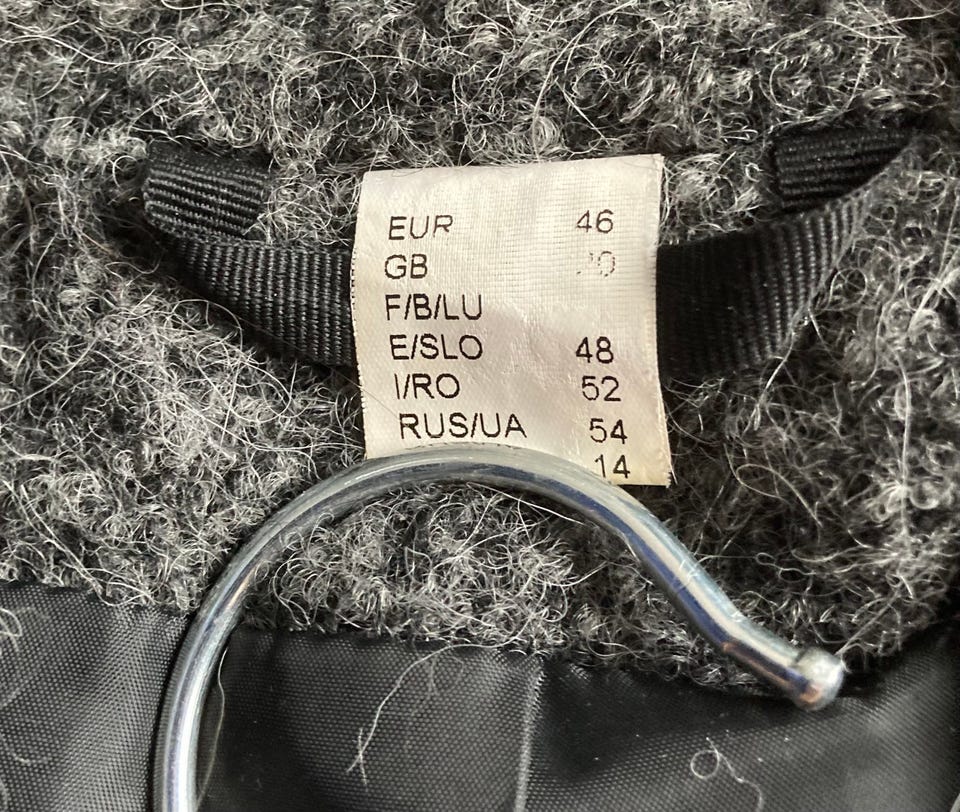 EUR 46
GB
F/B/LU
E/SLO 48
I/RO 52
RUS/UA 54
14